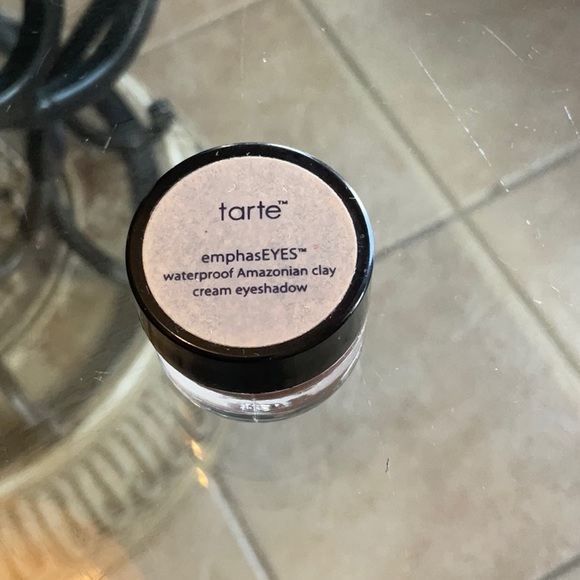 tarte™
emphasEYES™
waterproof Amazonian clay
cream eyeshadow